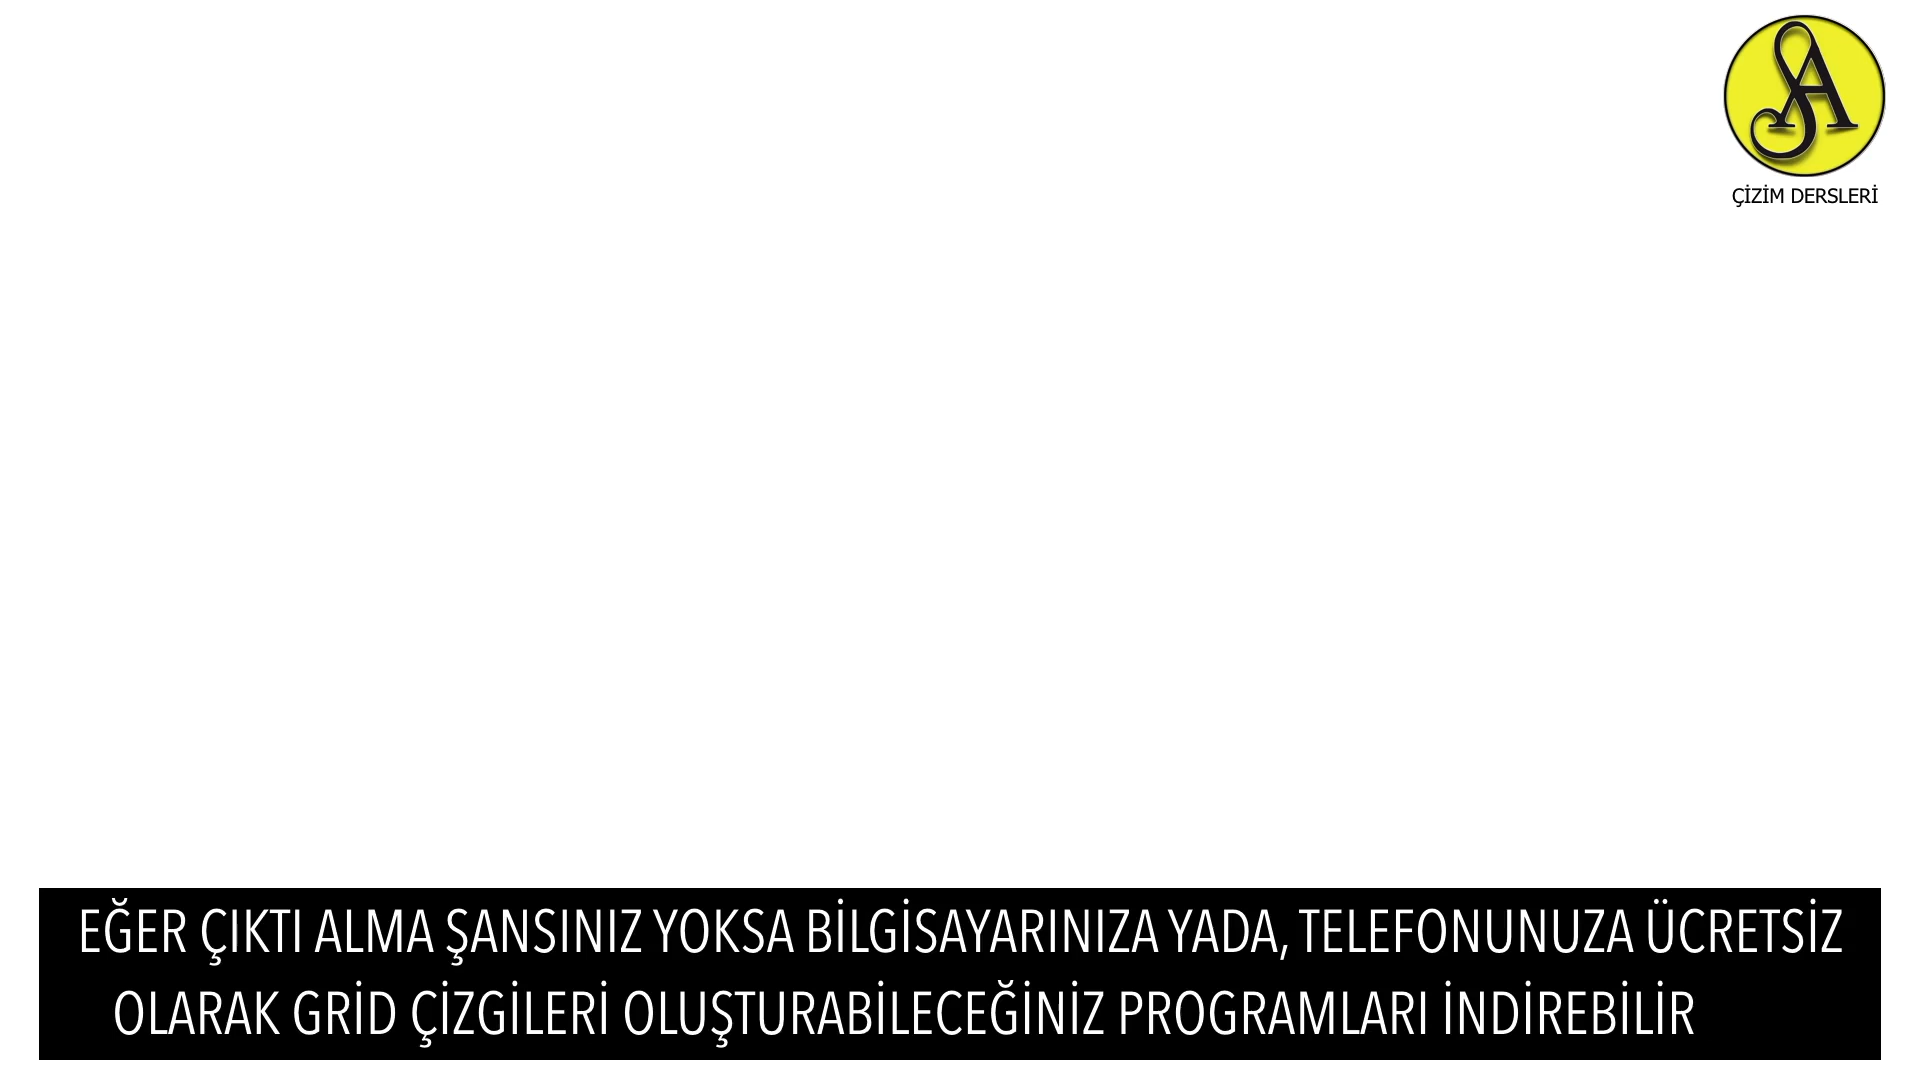 SA
ÇİZİM DERSLERİ
EĞER ÇIKTI ALMA ŞANSINIZ YOKSA BİLGİSAYARINIZA YADA, TELEFONUNUZA ÜCRETSİZ
OLARAK GRİD ÇİZGİLERİ OLUŞTURABİLECEĞİNİZ PROGRAMLARI İNDİREBİLİR